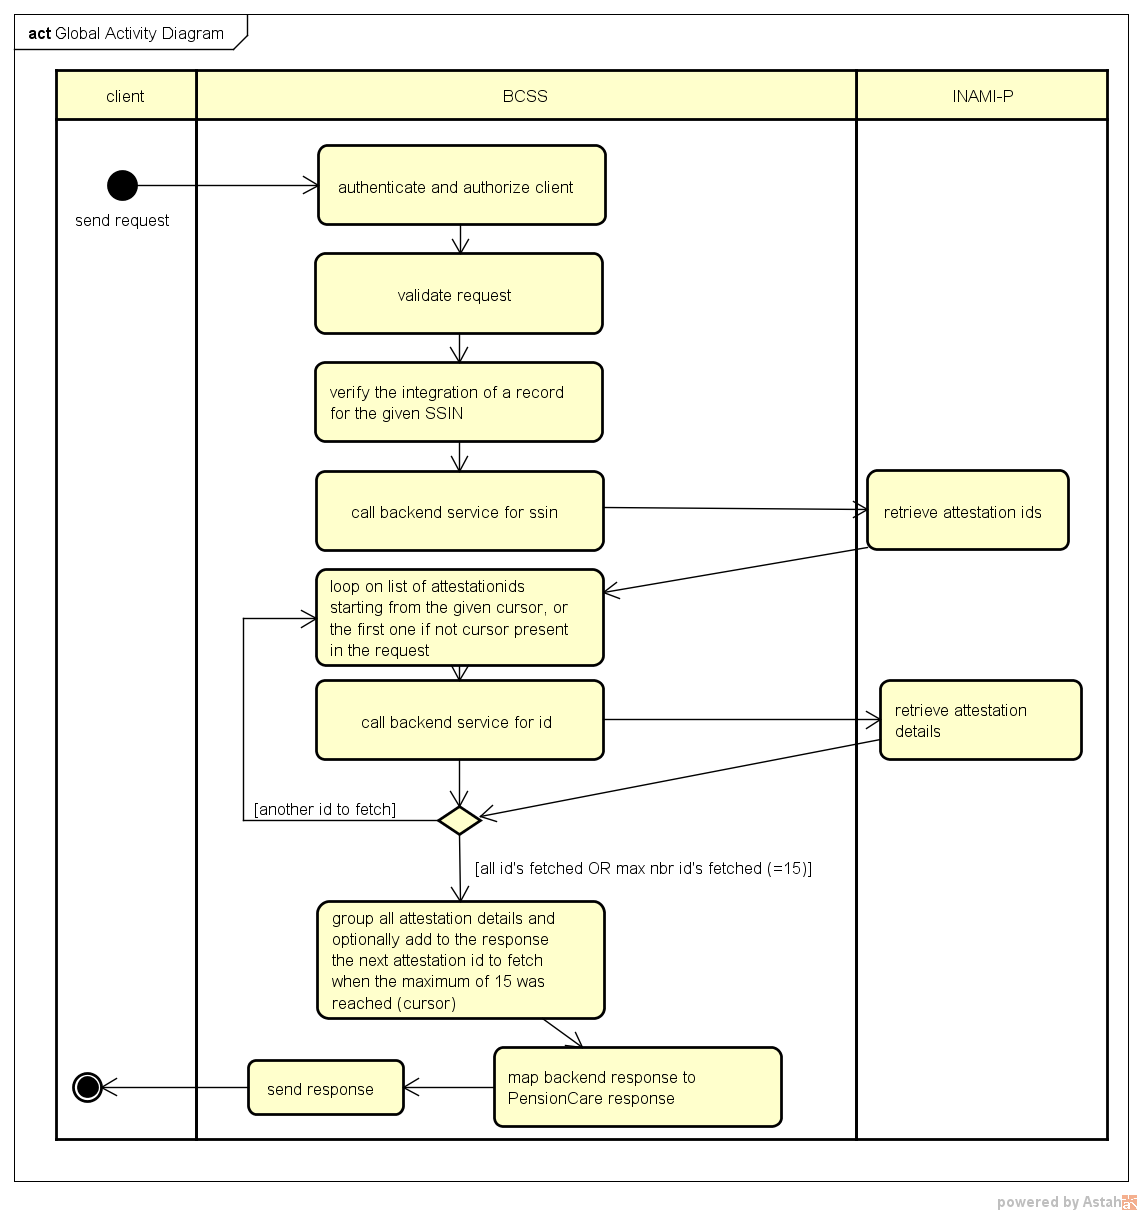 act Global Activity Diagram
client
BCSS
INAMI-P
send request
authenticate and authorize client
validate request
verify the integration of a record
for the given SSIN
call backend service for ssin
retrieve attestation ids
loop on list of attestationids
starting from the given cursor, or
the first one if not cursor present
in the request
call backend service for id
retrieve attestation
details
[another id to fetch]
[all id's fetched OR max nbr id's fetched (=15)]
group all attestation details and
optionally add to the response
the next attestation id to fetch
when the maximum of 15 was
reached (cursor)
map backend response to
PensionCare response
send response
powered by Astah